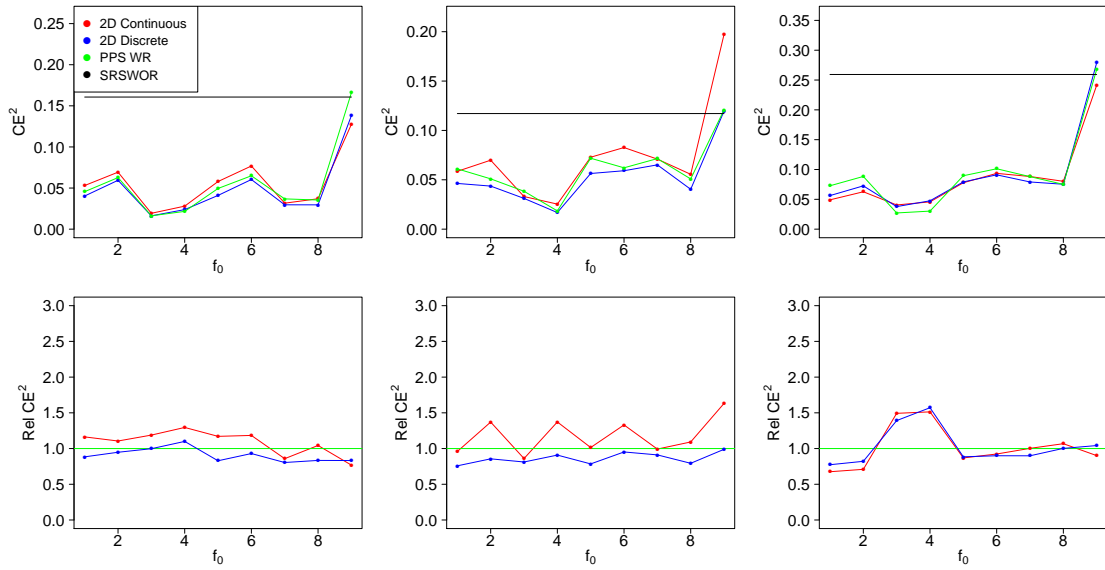 2D Continuous
2D Discrete
PPS WR
SRSWOR
CE²
0.25
0.20
0.15
0.10
0.05
0.00
2 4 6 8
f₀
CE²
0.20
0.15
0.10
0.05
0.00
2 4 6 8
f₀
CE²
0.35
0.30
0.25
0.20
0.15
0.10
0.05
0.00
2 4 6 8
f₀
Rel CE²
3.0
2.5
2.0
1.5
1.0
0.5
0.0
2 4 6 8
f₀
Rel CE²
3.0
2.5
2.0
1.5
1.0
0.5
0.0
2 4 6 8
f₀
Rel CE²
3.0
2.5
2.0
1.5
1.0
0.5
0.0
2 4 6 8
f₀